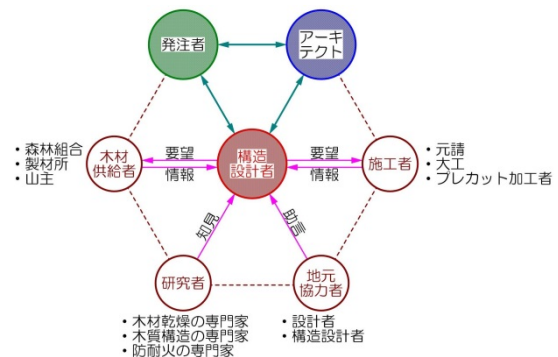 発注者
アーキ
テクト
・森林組合
・製材所
・山主
木材
供給者
要望
情報
構造
設計者
要望
情報
施工者
・元請
・大工
・プレカット加工者
知見
助言
研究者
地元
協力者
・木材乾燥の専門家
・木質構造の専門家
・防耐火の専門家
・設計者
・構造設計者